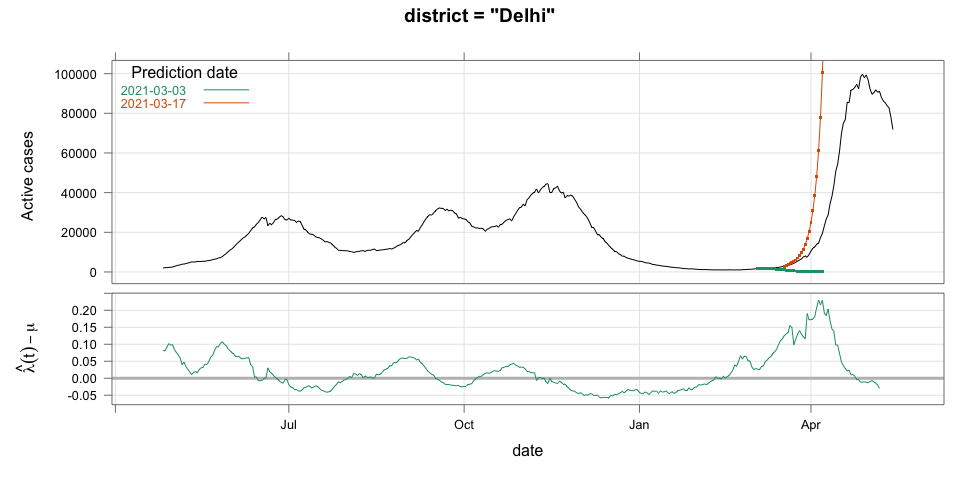 district = "Delhi"
Prediction date
2021-03-03
2021-03-17
Active cases
100000
80000
60000
40000
20000
0
λ̂(t) − μ
0.20
0.15
0.10
0.05
0.00
-0.05
Jul Oct Jan Apr
date